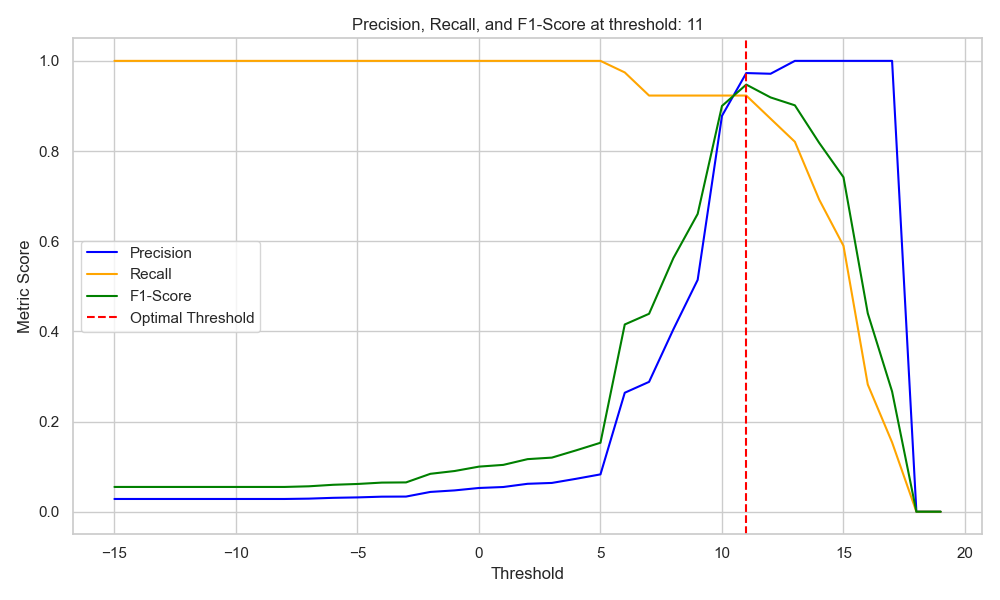 Precision, Recall, and F1-Score at threshold: 11
Metric Score
1.0
0.8
0.6
0.4
0.2
0.0
Precision
Recall
F1-Score
Optimal Threshold
−15 −10 −5 0 5 10 15 20
Threshold